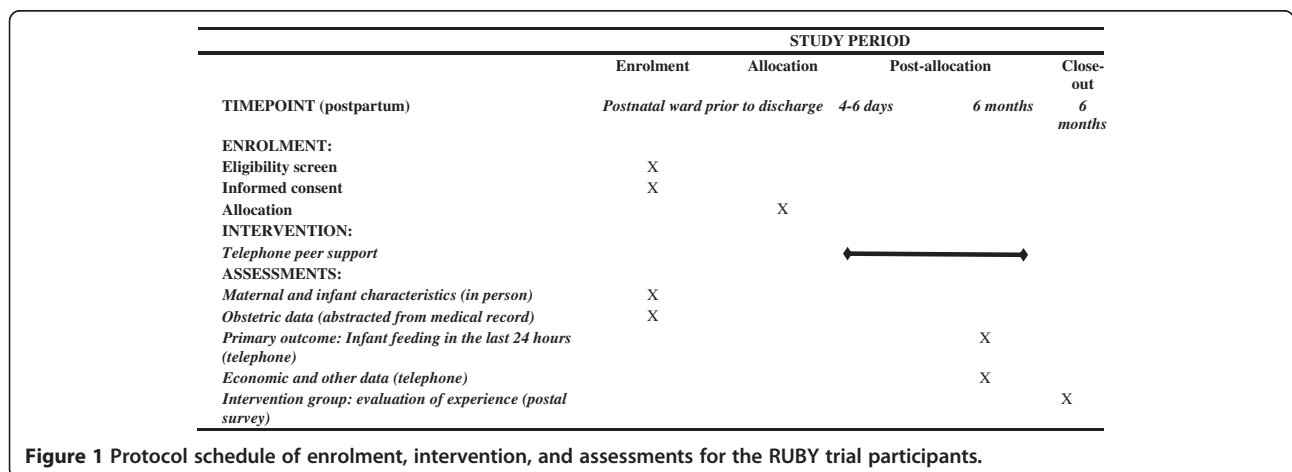 STUDY PERIOD
Enrolment Allocation Post-allocation Close-
out
TIMEPOINT (postpartum) Postnatal ward prior to discharge 4-6 days 6 months 6
months
ENROLMENT:
Eligibility screen X
Informed consent X
Allocation X
INTERVENTION:
Telephone peer support
ASSESSMENTS:
Maternal and infant characteristics (in person) X
Obstetric data (abstracted from medical record) X
Primary outcome: Infant feeding in the last 24 hours X
(telephone)
Economic and other data (telephone) X
Intervention group: evaluation of experience (postal X
survey)
Figure 1 Protocol schedule of enrolment, intervention, and assessments for the RUBY trial participants.